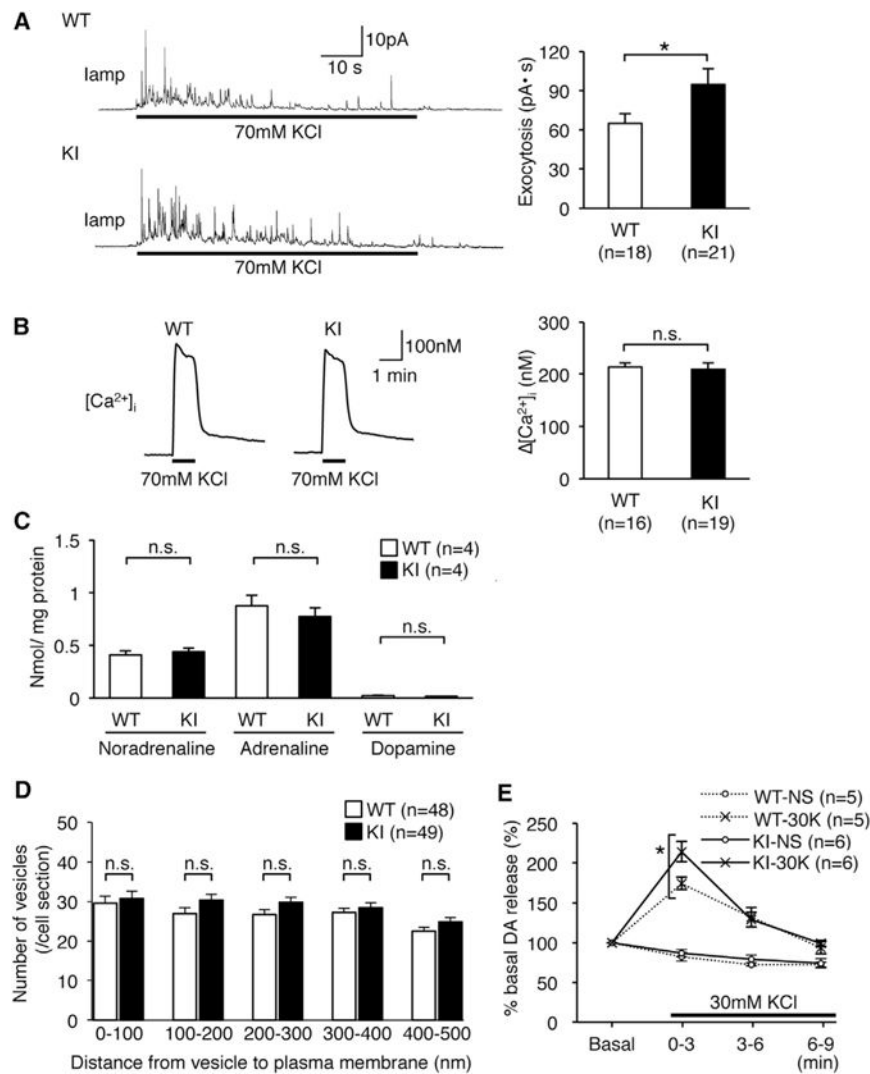 A
WT
Iamp
10pA
10 s
70mM KCl
KI
Iamp
70mM KCl
Exocytosis (pA• s)
120
90
60
30
0
*
WT
(n=18)
KI
(n=21)
B
WT
KI
100nM
1 min
[Ca²⁺]ᵢ
70mM KCl
70mM KCl
Δ[Ca²⁺]ᵢ (nM)
300
200
100
0
n.s.
WT
(n=16)
KI
(n=19)
C
Nmol/ mg protein
1.5
1
0.5
0
n.s.
n.s.
n.s.
WT (n=4)
KI (n=4)
WT KI WT KI WT KI
Noradrenaline Adrenaline Dopamine
D
Number of vesicles
(/cell section)
50
40
30
20
10
0
WT (n=48)
KI (n=49)
n.s. n.s. n.s. n.s. n.s.
0-100 100-200 200-300 300-400 400-500
Distance from vesicle to plasma membrane (nm)
E
% basal DA release (%)
250
200
150
100
50
0
WT-NS (n=5)
WT-30K (n=5)
KI-NS (n=6)
KI-30K (n=6)
*
30mM KCl
Basal 0-3 3-6 6-9
(min)